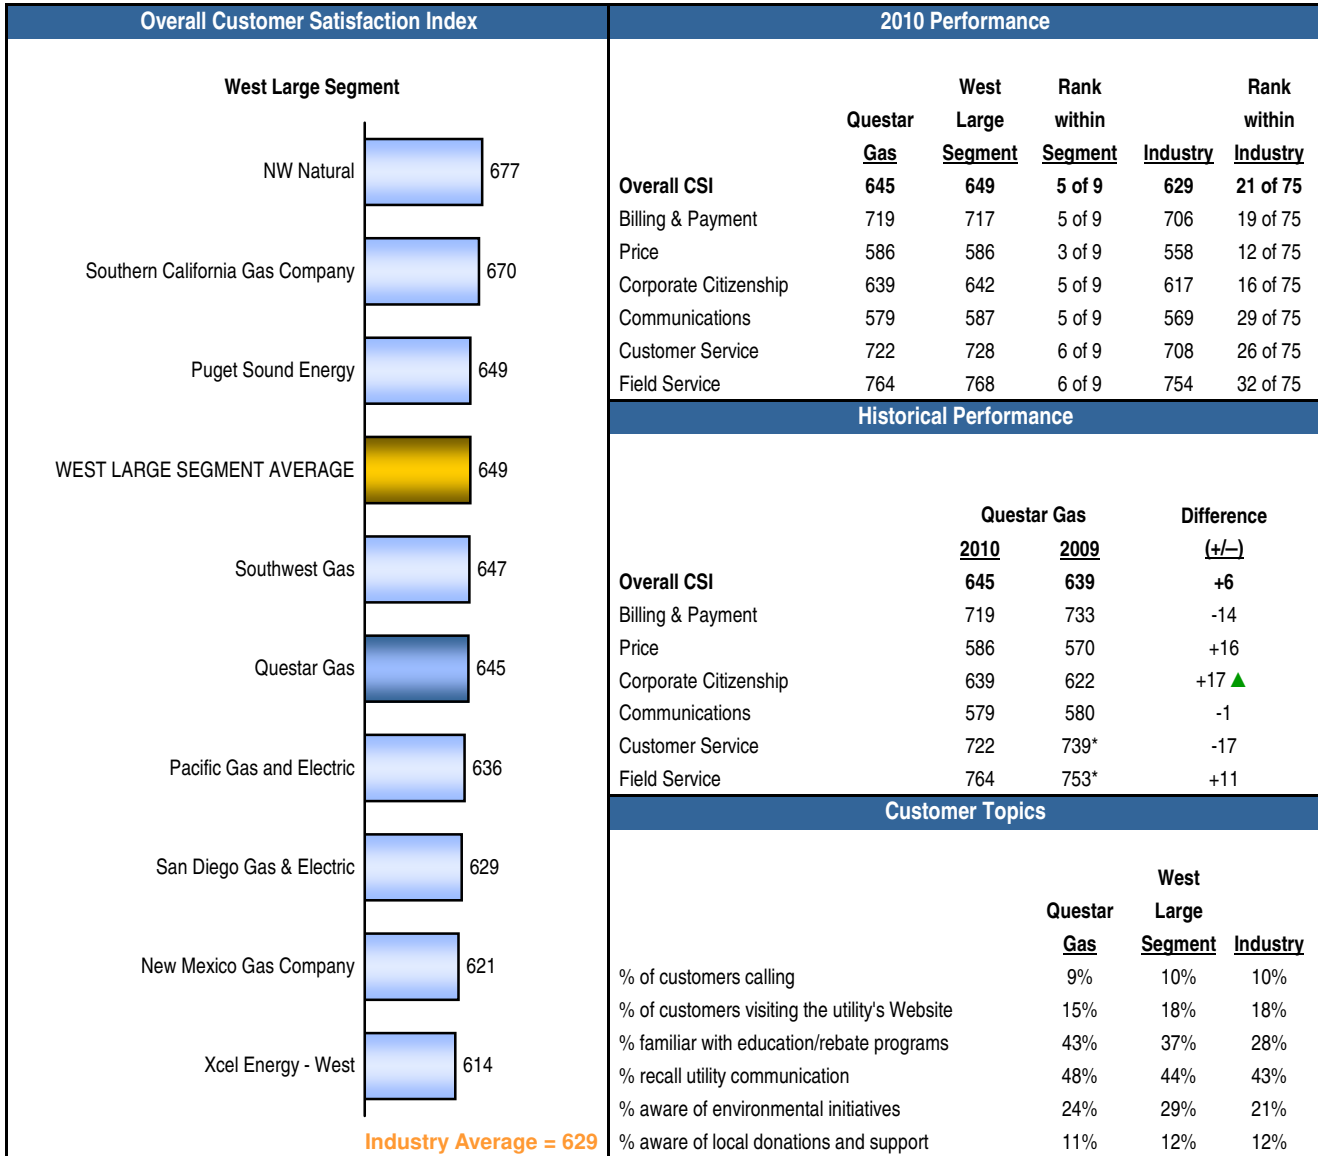 Overall Customer Satisfaction Index
West Large Segment
NW Natural 677
Southern California Gas Company 670
Puget Sound Energy 649
WEST LARGE SEGMENT AVERAGE 649
Southwest Gas 647
Questar Gas 645
Pacific Gas and Electric 636
San Diego Gas & Electric 629
New Mexico Gas Company 621
Xcel Energy - West 614
Industry Average = 629
2010 Performance
West Rank Rank
Questar Large within within
Gas Segment Segment Industry Industry
Overall CSI 645 649 5 of 9 629 21 of 75
Billing & Payment 719 717 5 of 9 706 19 of 75
Price 586 586 3 of 9 558 12 of 75
Corporate Citizenship 639 642 5 of 9 617 16 of 75
Communications 579 587 5 of 9 569 29 of 75
Customer Service 722 728 6 of 9 708 26 of 75
Field Service 764 768 6 of 9 754 32 of 75
Historical Performance
Questar Gas Difference
2010 2009 (+/–)
Overall CSI 645 639 +6
Billing & Payment 719 733 -14
Price 586 570 +16
Corporate Citizenship 639 622 +17 ▲
Communications 579 580 -1
Customer Service 722 739* -17
Field Service 764 753* +11
Customer Topics
West
Questar Large
Gas Segment Industry
% of customers calling 9% 10% 10%
% of customers visiting the utility's Website 15% 18% 18%
% familiar with education/rebate programs 43% 37% 28%
% recall utility communication 48% 44% 43%
% aware of environmental initiatives 24% 29% 21%
% aware of local donations and support 11% 12% 12%